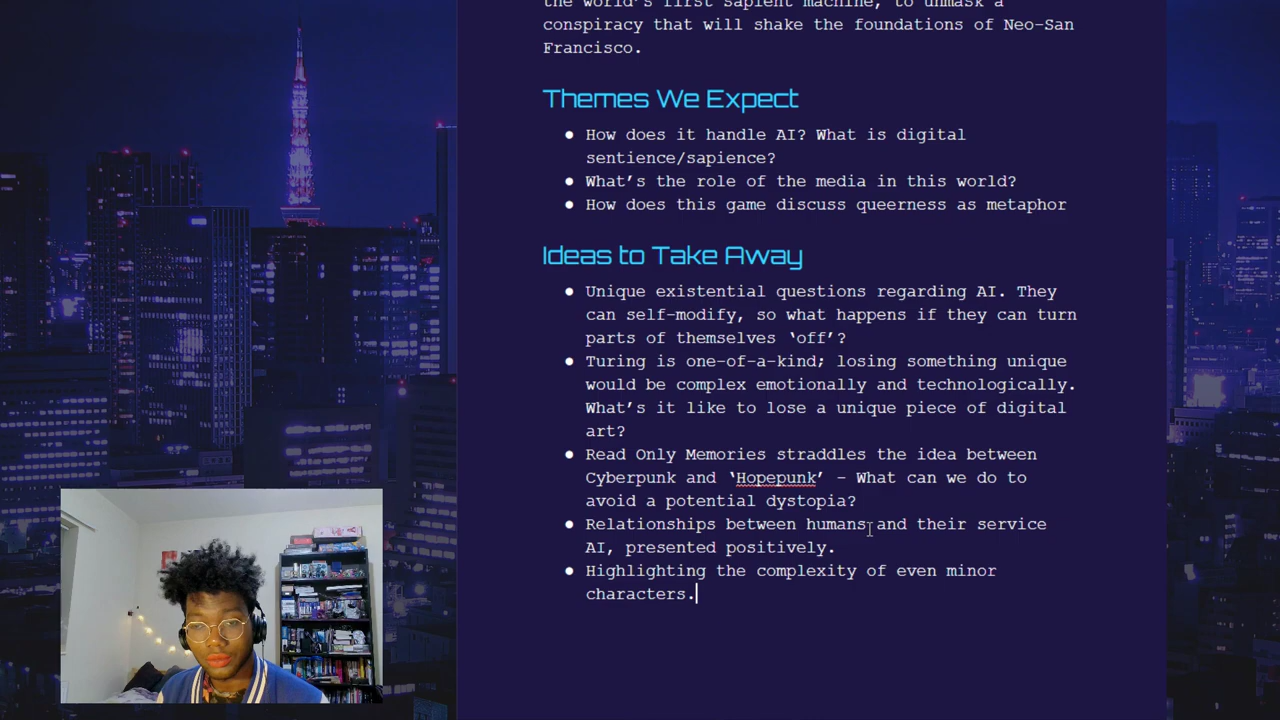 the world's first sapient machine, to unmask a
conspiracy that will shake the foundations of Neo-San
Francisco.
Themes We Expect
● How does it handle AI? What is digital
sentience/sapience?
● What's the role of the media in this world?
● How does this game discuss queerness as metaphor
Ideas to Take Away
● Unique existential questions regarding AI. They
can self-modify, so what happens if they can turn
parts of themselves ‘off’?
● Turing is one-of-a-kind; losing something unique
would be complex emotionally and technologically.
What’s it like to lose a unique piece of digital
art?
● Read Only Memories straddles the idea between
Cyberpunk and ‘Hopepunk’ - What can we do to
avoid a potential dystopia?
● Relationships between humans and their service
AI, presented positively.
● Highlighting the complexity of even minor
characters.